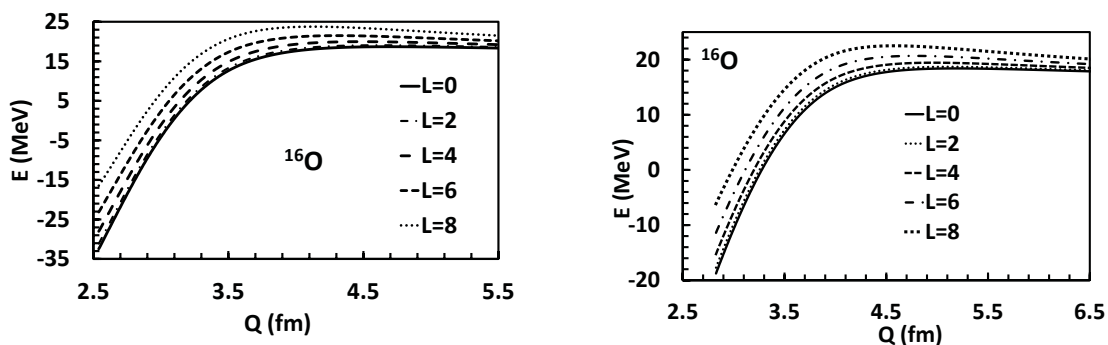 25
15
5
-5
-15
-25
-35
E (MeV)
16O
L=0
L=2
L=4
L=6
L=8
2.5 3.5 4.5 5.5
Q (fm)
20
10
0
-10
-20
E (MeV)
16O
L=0
L=2
L=4
L=6
L=8
2.5 3.5 4.5 5.5 6.5
Q (fm)